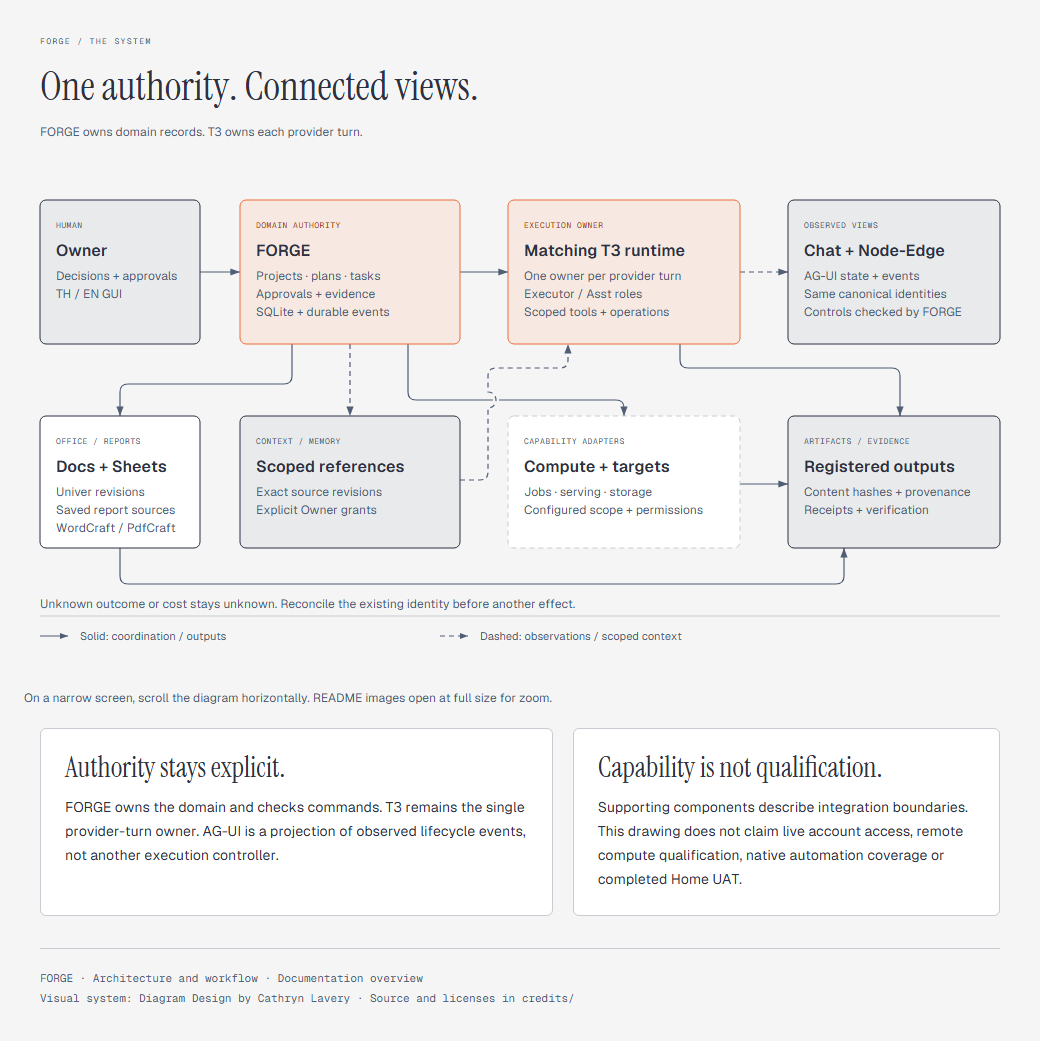 FORGE / THE SYSTEM
One authority. Connected views.
FORGE owns domain records. T3 owns each provider turn.
HUMAN
Owner
Decisions + approvals
TH / EN GUI
DOMAIN AUTHORITY
FORGE
Projects · plans · tasks
Approvals + evidence
SQLite + durable events
EXECUTION OWNER
Matching T3 runtime
One owner per provider turn
Executor / Asst roles
Scoped tools + operations
OBSERVED VIEWS
Chat + Node-Edge
AG-UI state + events
Same canonical identities
Controls checked by FORGE
OFFICE / REPORTS
Docs + Sheets
Univer revisions
Saved report sources
WordCraft / PdfCraft
CONTEXT / MEMORY
Scoped references
Exact source revisions
Explicit Owner grants
CAPABILITY ADAPTERS
Compute + targets
Jobs · serving · storage
Configured scope + permissions
ARTIFACTS / EVIDENCE
Registered outputs
Content hashes + provenance
Receipts + verification
Unknown outcome or cost stays unknown. Reconcile the existing identity before another effect.
Solid: coordination / outputs
Dashed: observations / scoped context
On a narrow screen, scroll the diagram horizontally. README images open at full size for zoom.
Authority stays explicit.
FORGE owns the domain and checks commands. T3 remains the single
provider-turn owner. AG-UI is a projection of observed lifecycle events,
not another execution controller.
Capability is not qualification.
Supporting components describe integration boundaries.
This drawing does not claim live account access, remote
compute qualification, native automation coverage or
completed Home UAT.
FORGE · Architecture and workflow · Documentation overview
Visual system: Diagram Design by Cathryn Lavery · Source and licenses in credits/